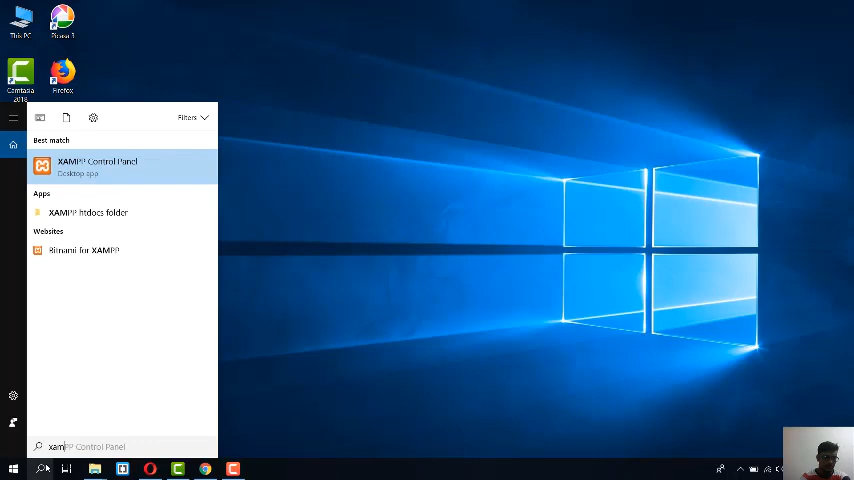 This PC
Picasa 3
Camtasia
2018
Firefox
Filters
Best match
XAMPP Control Panel
Desktop app
Apps
XAMPP htdocs folder
Websites
Bitnami for XAMPP
xamPP Control Panel